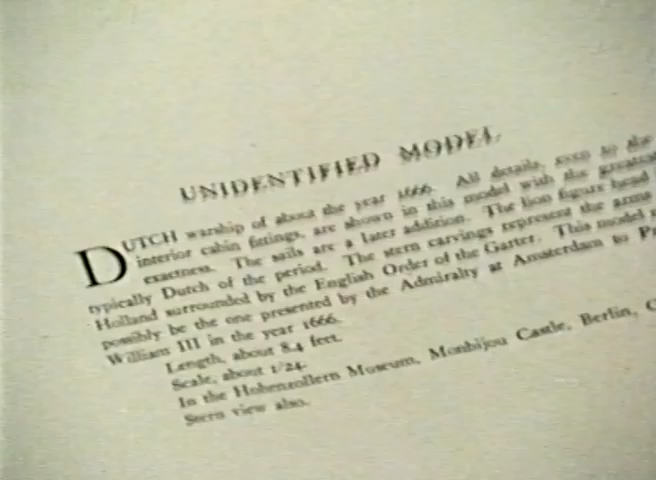 UNIDENTIFIED MODEL
DUTCH warship of about the year 1666. All details, even to the
interior cabin fittings, are shown in this model with the greatest
exactness. The sails are a later addition. The lion figure head
typically Dutch of the period. The stern carvings represent the arms
Holland surrounded by the English Order of the Garter. This model
possibly be the one presented by the Admiralty at Amsterdam to
William III in the year 1666.
Length, about 8.4 feet.
Scale, about 1/24.
In the Hohenzollern Museum, Monbijou Castle, Berlin,
Stern view also.